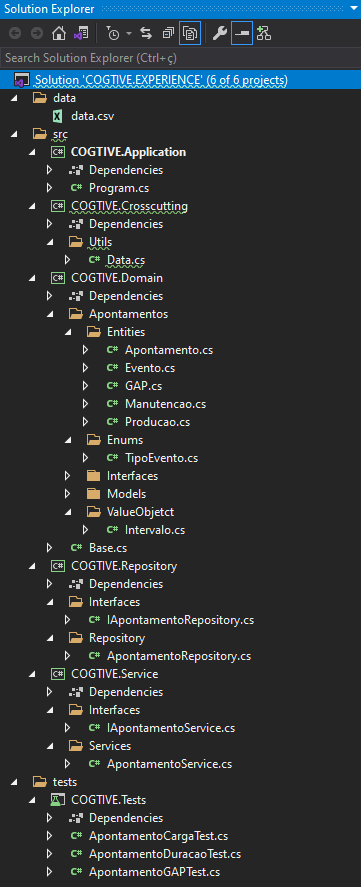 Solution Explorer
Search Solution Explorer (Ctrl+ç)
Solution 'COGTIVE.EXPERIENCE' (6 of 6 projects)
data
data.csv
src
C# COGTIVE.Application
Dependencies
C# Program.cs
C# COGTIVE.Crosscutting
Dependencies
Utils
C# Data.cs
C# COGTIVE.Domain
Dependencies
Apontamentos
Entities
C# Apontamento.cs
C# Evento.cs
C# GAP.cs
C# Manutencao.cs
C# Producao.cs
Enums
C# TipoEvento.cs
Interfaces
Models
ValueObjetct
C# Intervalo.cs
C# Base.cs
C# COGTIVE.Repository
Dependencies
Interfaces
C# IApontamentoRepository.cs
Repository
C# ApontamentoRepository.cs
C# COGTIVE.Service
Dependencies
Interfaces
C# IApontamentoService.cs
Services
C# ApontamentoService.cs
tests
COGTIVE.Tests
Dependencies
C# ApontamentoCargaTest.cs
C# ApontamentoDuracaoTest.cs
C# ApontamentoGAPTest.cs